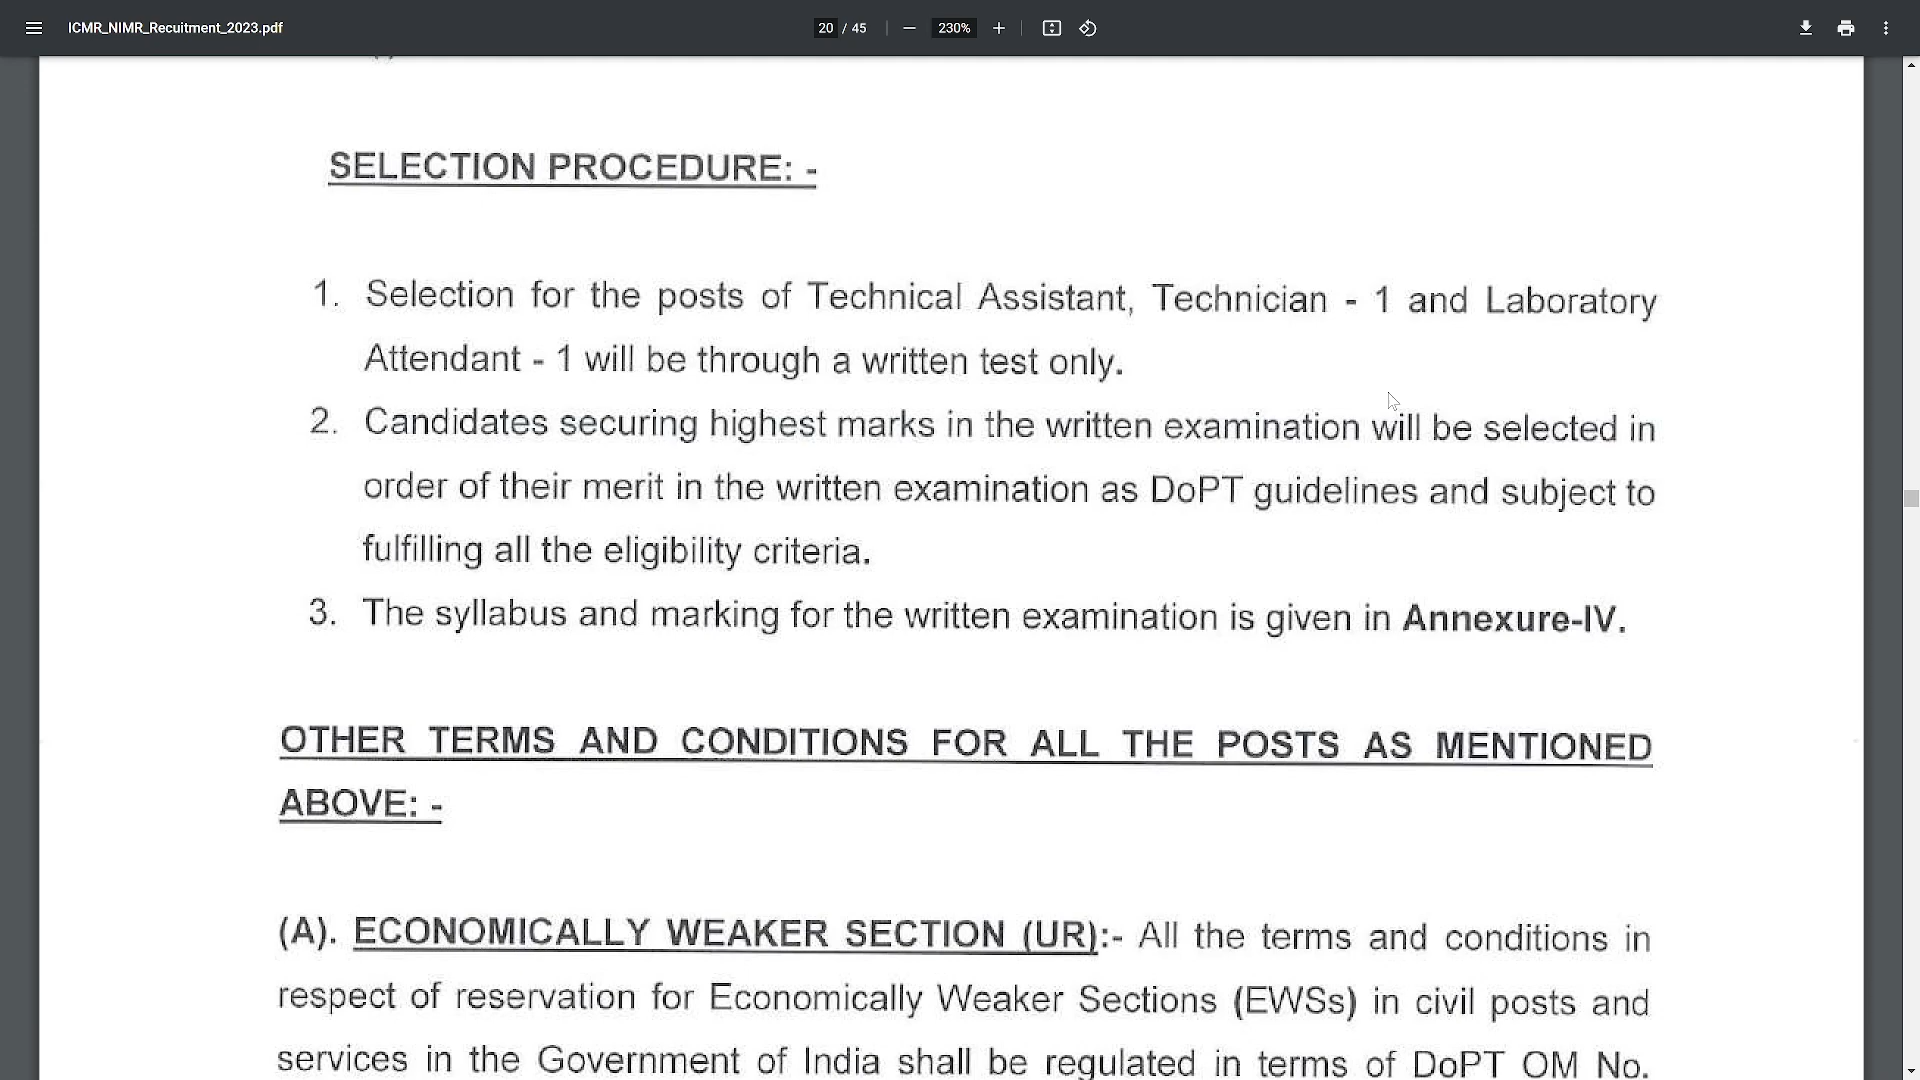 ICMR_NIMR_Recuitment_2023.pdf
20 / 45
230%
SELECTION PROCEDURE: -
1. Selection for the posts of Technical Assistant, Technician - 1 and Laboratory
Attendant - 1 will be through a written test only.
2. Candidates securing highest marks in the written examination will be selected in
order of their merit in the written examination as DoPT guidelines and subject to
fulfilling all the eligibility criteria.
3. The syllabus and marking for the written examination is given in Annexure-IV.
OTHER TERMS AND CONDITIONS FOR ALL THE POSTS AS MENTIONED
ABOVE: -
(A). ECONOMICALLY WEAKER SECTION (UR):- All the terms and conditions in
respect of reservation for Economically Weaker Sections (EWSs) in civil posts and
services in the Government of India shall be regulated in terms of DoPT OM No.